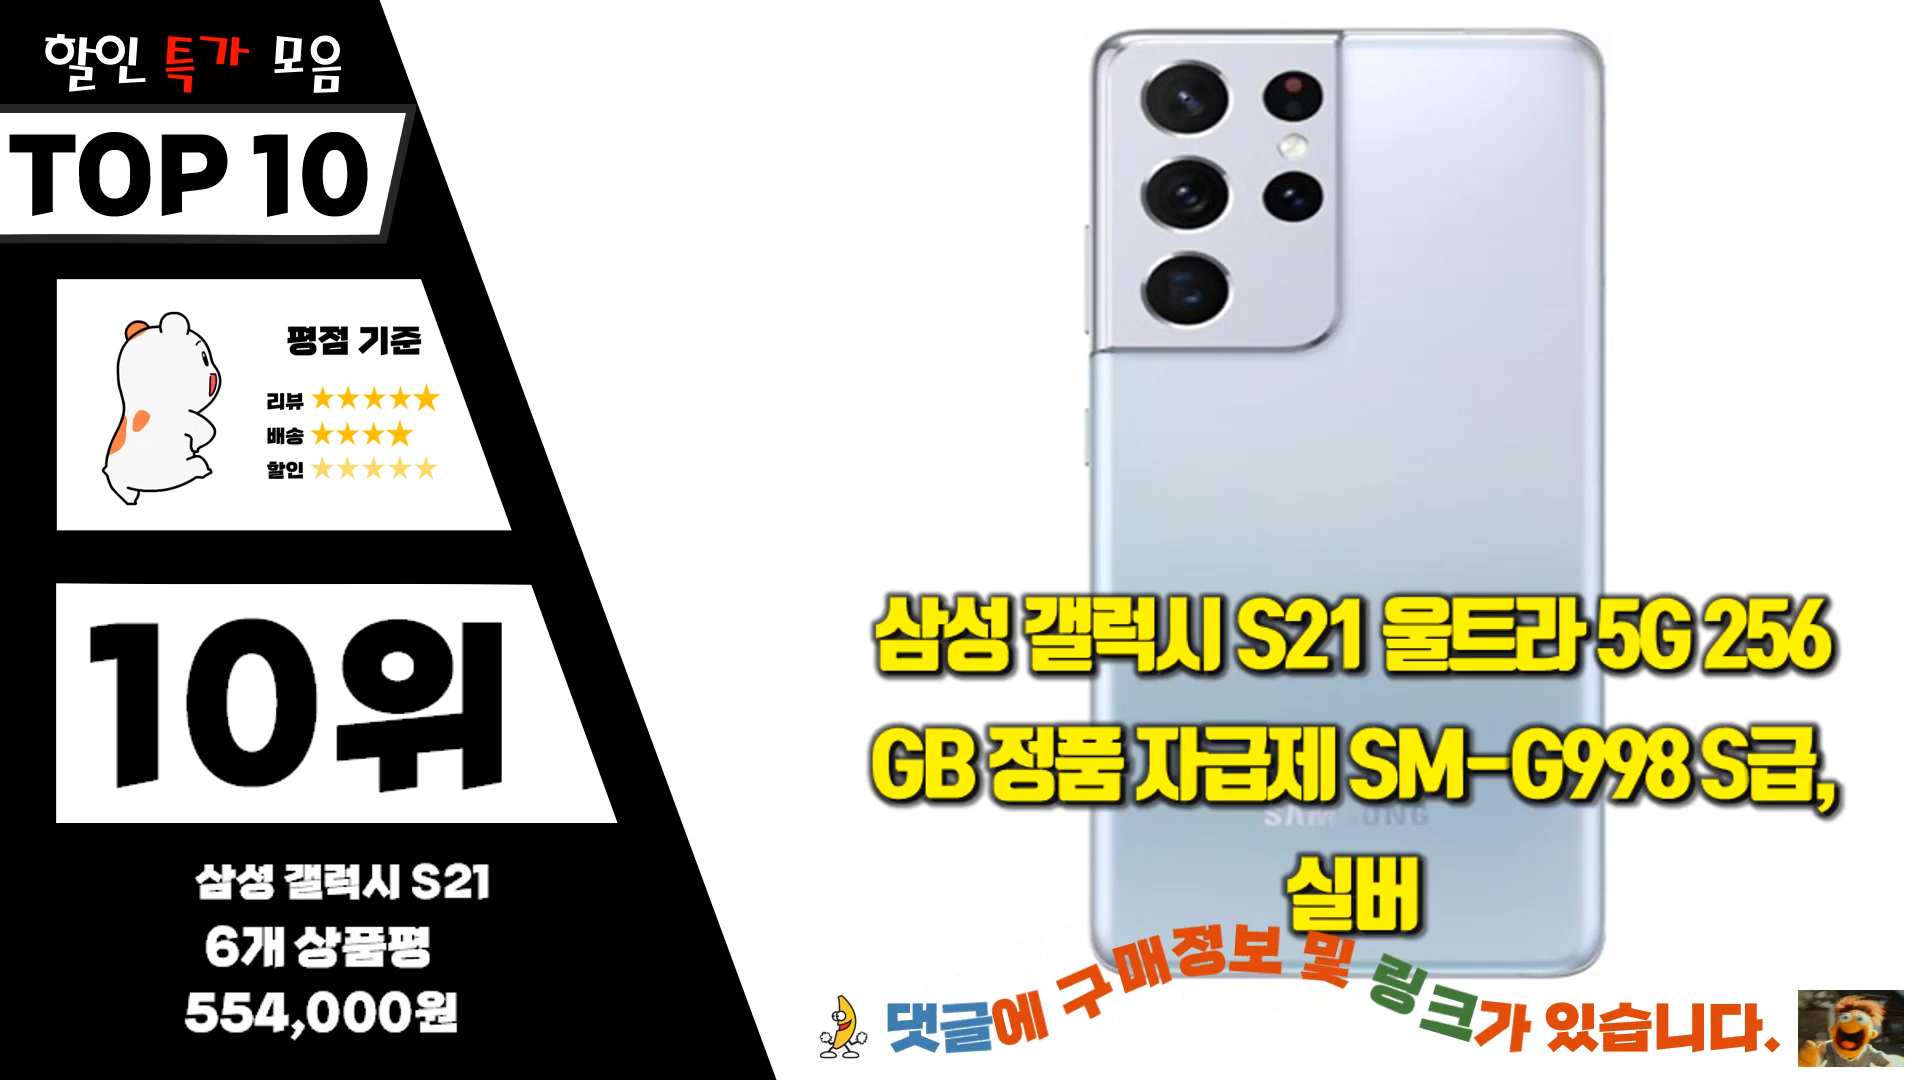 할인 특가 모음
TOP 10
평점 기준
리뷰 ★★★★★
배송 ★★★★
할인 ★★★★★
10위
삼성 갤럭시 S21
6개 상품평
554,000원
삼성 갤럭시 S21 울트라 5G 256
GB 정품 자급제 SM-G998 S급,
SAMSUNG
실버
댓글에 구매정보 및 링크가 있습니다.